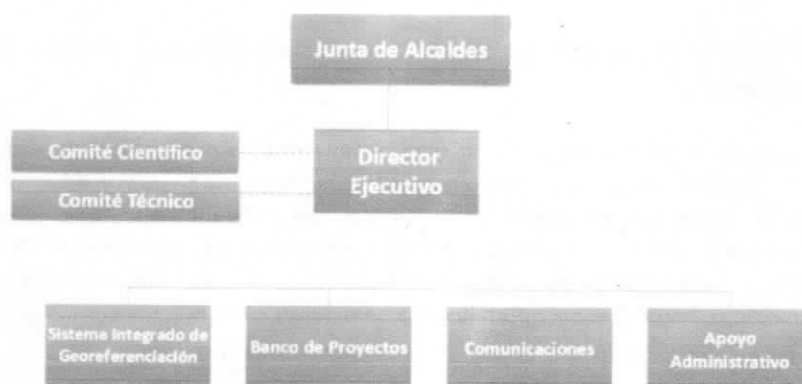 Junta de Alcaldes
Comité Científico
Director
Ejecutivo
Comité Técnico
Sistema Integrado de
Georeferenciación
Banco de Proyectos
Comunicaciones
Apoyo
Administrativo